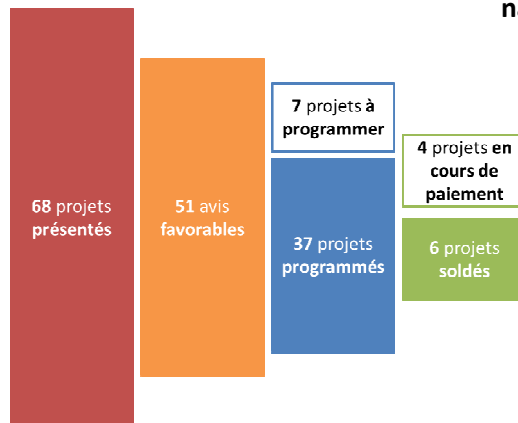 68 projets
présentés
51 avis
favorables
7 projets à
programmer
37 projets
programmés
4 projets en
cours de
paiement
6 projets
soldés